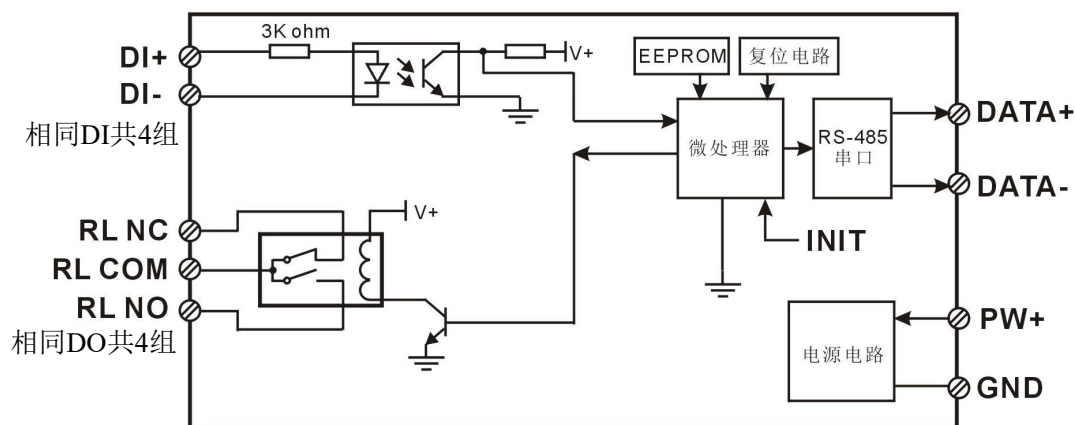 3K ohm
DI+
DI-
相同DI共4组
V+
EEPROM
复位电路
微处理器
RS-485
串口
DATA+
DATA-
INIT
RL NC
RL COM
RL NO
相同DO共4组
V+
电源电路
PW+
GND